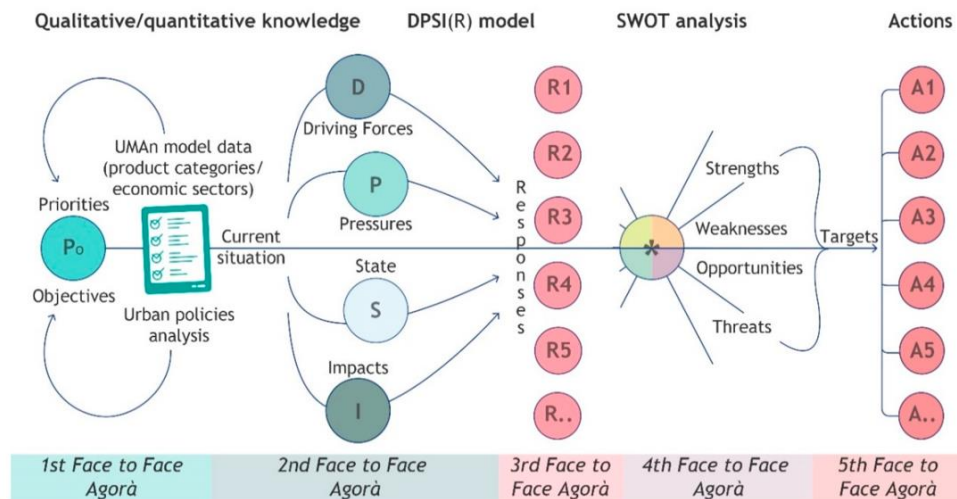 Qualitative/quantitative knowledge
DPSI(R) model
SWOT analysis
Actions
UMAn model data
(product categories/
economic sectors)
Priorities
Po
Objectives
Urban policies
analysis
Current
situation
D
Driving Forces
P
Pressures
State
S
Impacts
I
Responses
R1
R2
R3
R4
R5
R..
*
Strengths
Weaknesses
Opportunities
Threats
Targets
A1
A2
A3
A4
A5
A..
1st Face to Face
Agorà
2nd Face to Face
Agorà
3rd Face to
Face Agorà
4th Face to Face
Agorà
5th Face to
Face Agorà